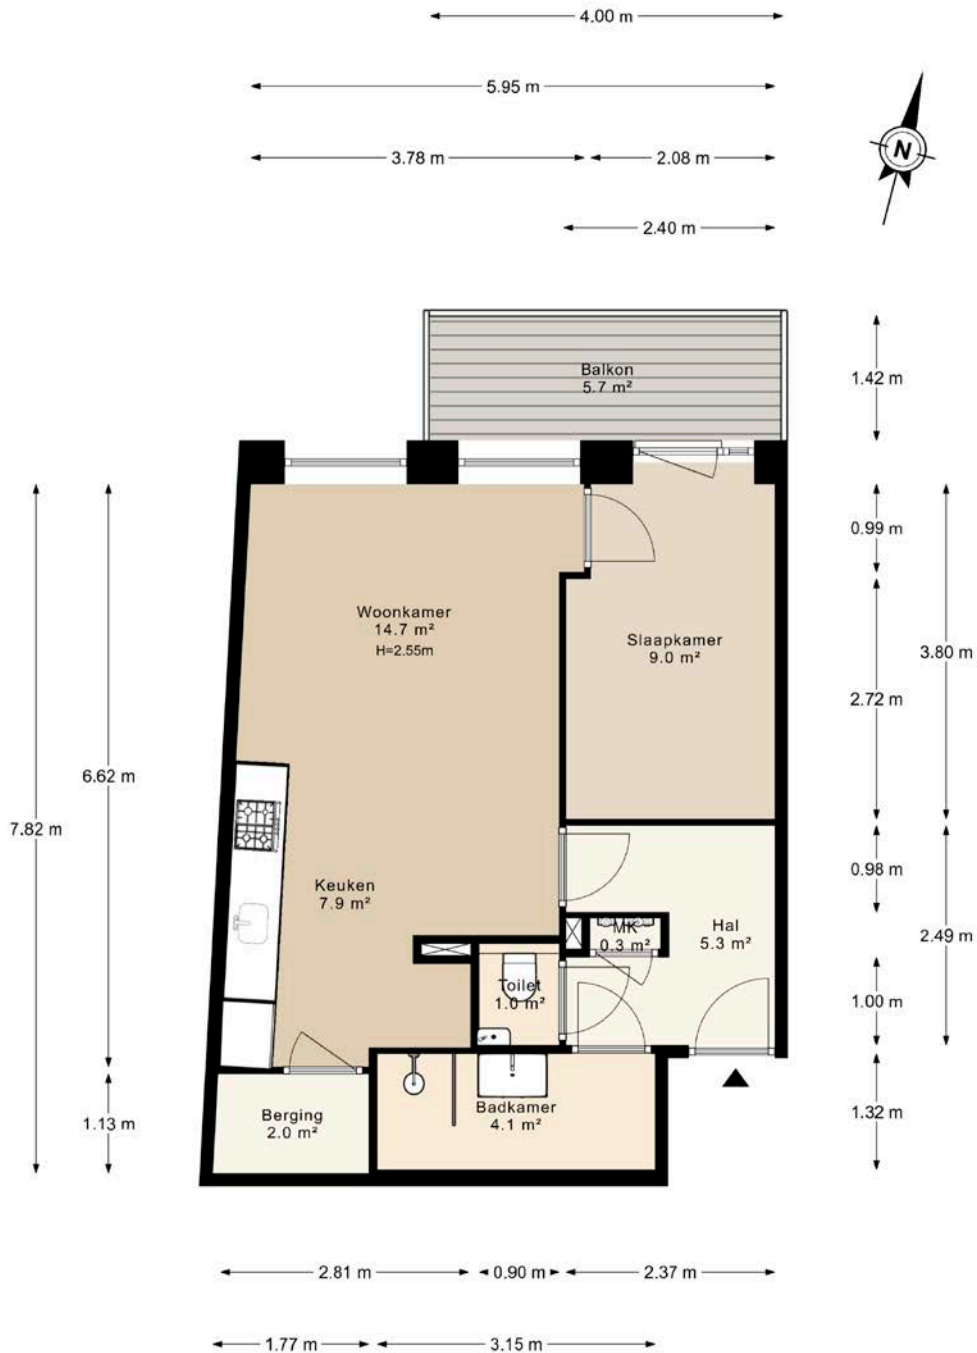 4.00 m
5.95 m
3.78 m
2.08 m
N
2.40 m
Balkon
5.7 m²
1.42 m
0.99 m
Woonkamer
14.7 m²
H=2.55m
Slaapkamer
9.0 m²
3.80 m
2.72 m
6.62 m
7.82 m
0.98 m
Keuken
7.9 m²
MK
0.3 m²
Hal
5.3 m²
2.49 m
Toilet
1.0 m²
1.00 m
Badkamer
4.1 m²
Berging
2.0 m²
1.13 m
1.32 m
2.81 m
0.90 m
2.37 m
1.77 m
3.15 m